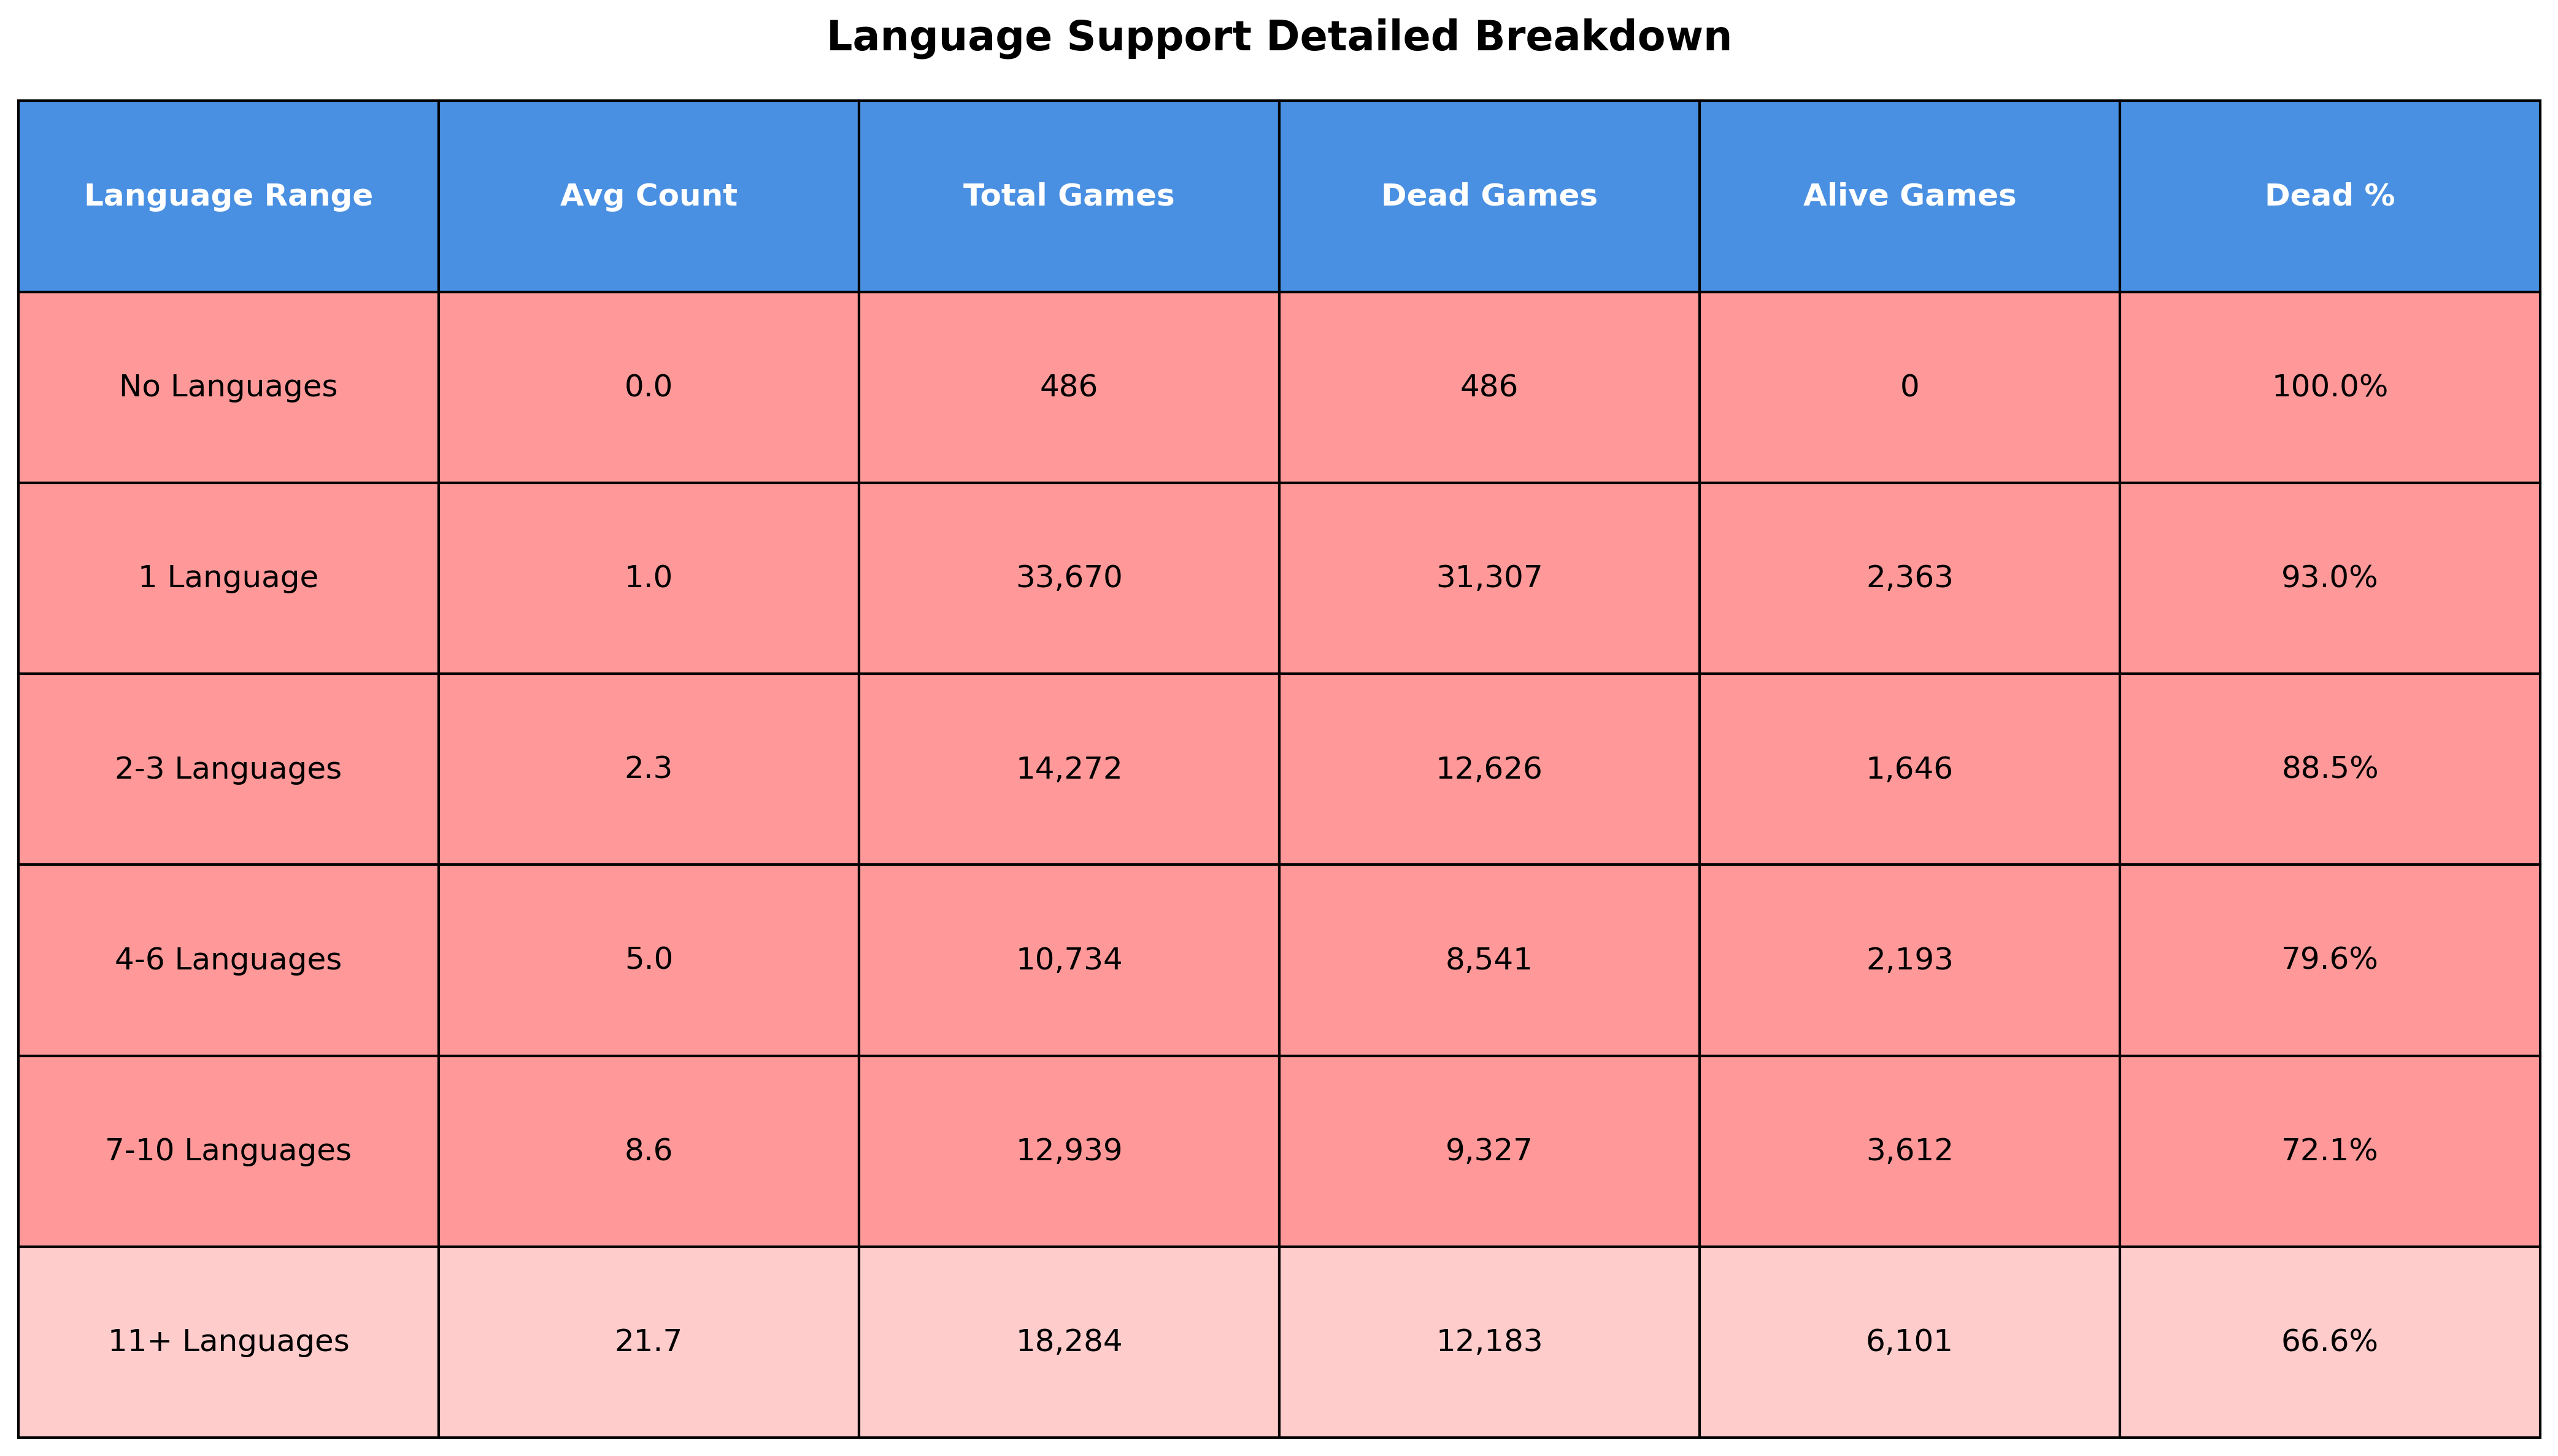 Language Support Detailed Breakdown
Language Range Avg Count Total Games Dead Games Alive Games Dead %
No Languages 0.0 486 486 0 100.0%
1 Language 1.0 33,670 31,307 2,363 93.0%
2-3 Languages 2.3 14,272 12,626 1,646 88.5%
4-6 Languages 5.0 10,734 8,541 2,193 79.6%
7-10 Languages 8.6 12,939 9,327 3,612 72.1%
11+ Languages 21.7 18,284 12,183 6,101 66.6%